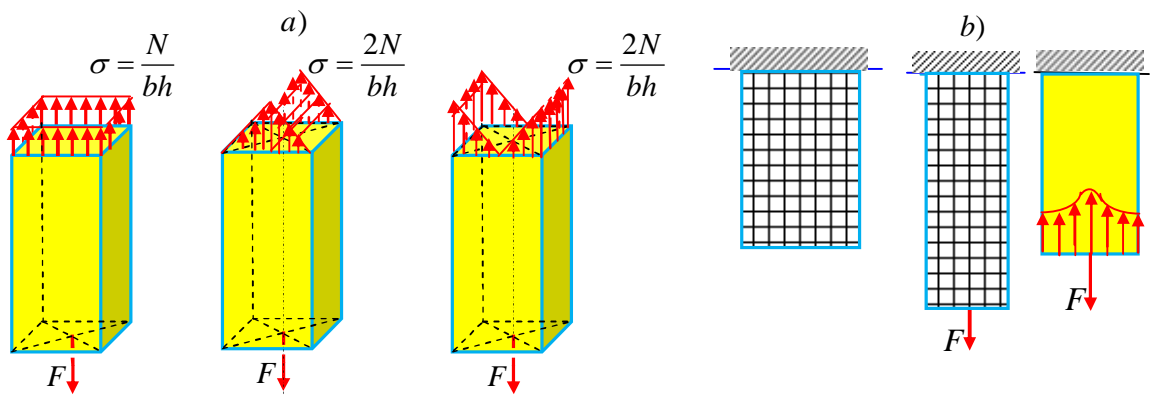 a)
b)
σ = N/bh
σ = 2N/bh
σ = 2N/bh
F
F
F
F
F